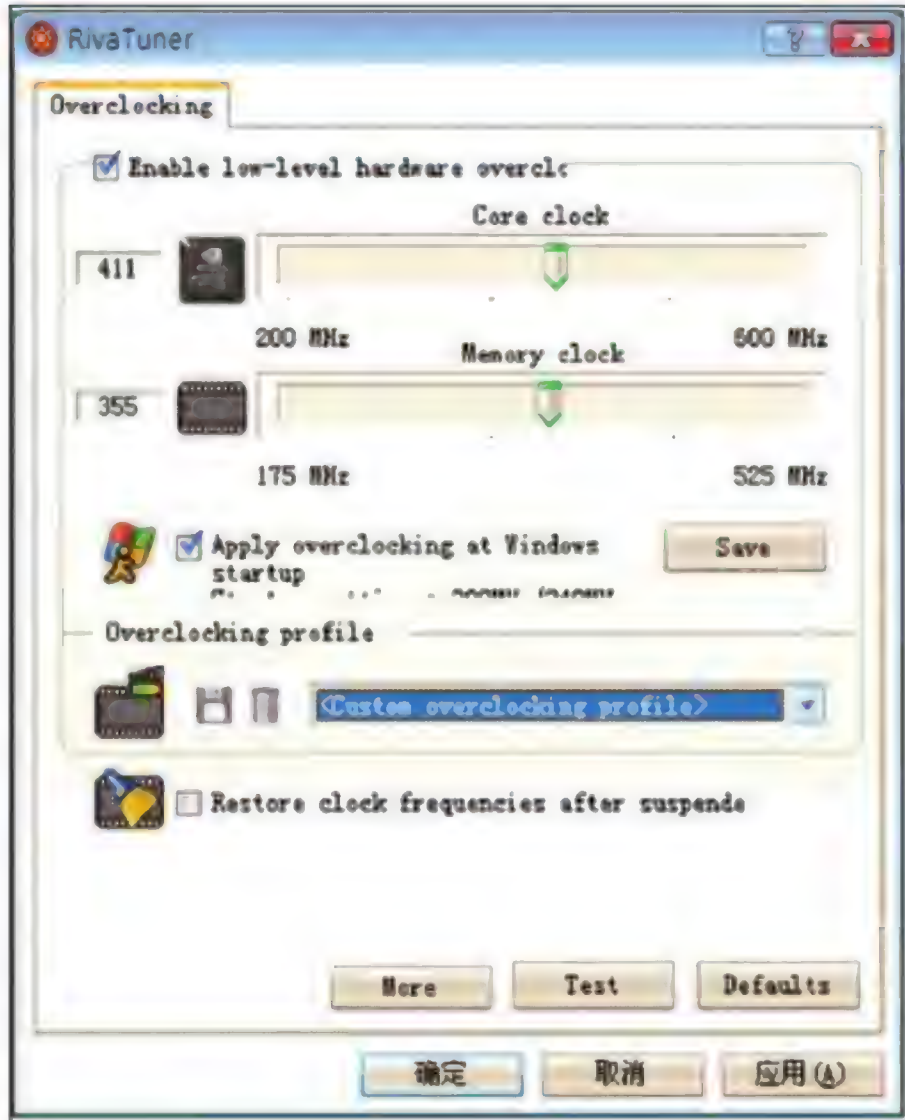 RivaTuner
Overclocking
Enable low-level hardware overclo
Core clock
411
200 MHz
600 MHz
Memory clock
355
175 MHz
525 MHz
Apply overclocking at Windows
startup
Save
Overclocking profile
<Custom overclocking profile>
Restore clock frequencies after suspende
More
Test
Defaults
确定
取消
应用(A)